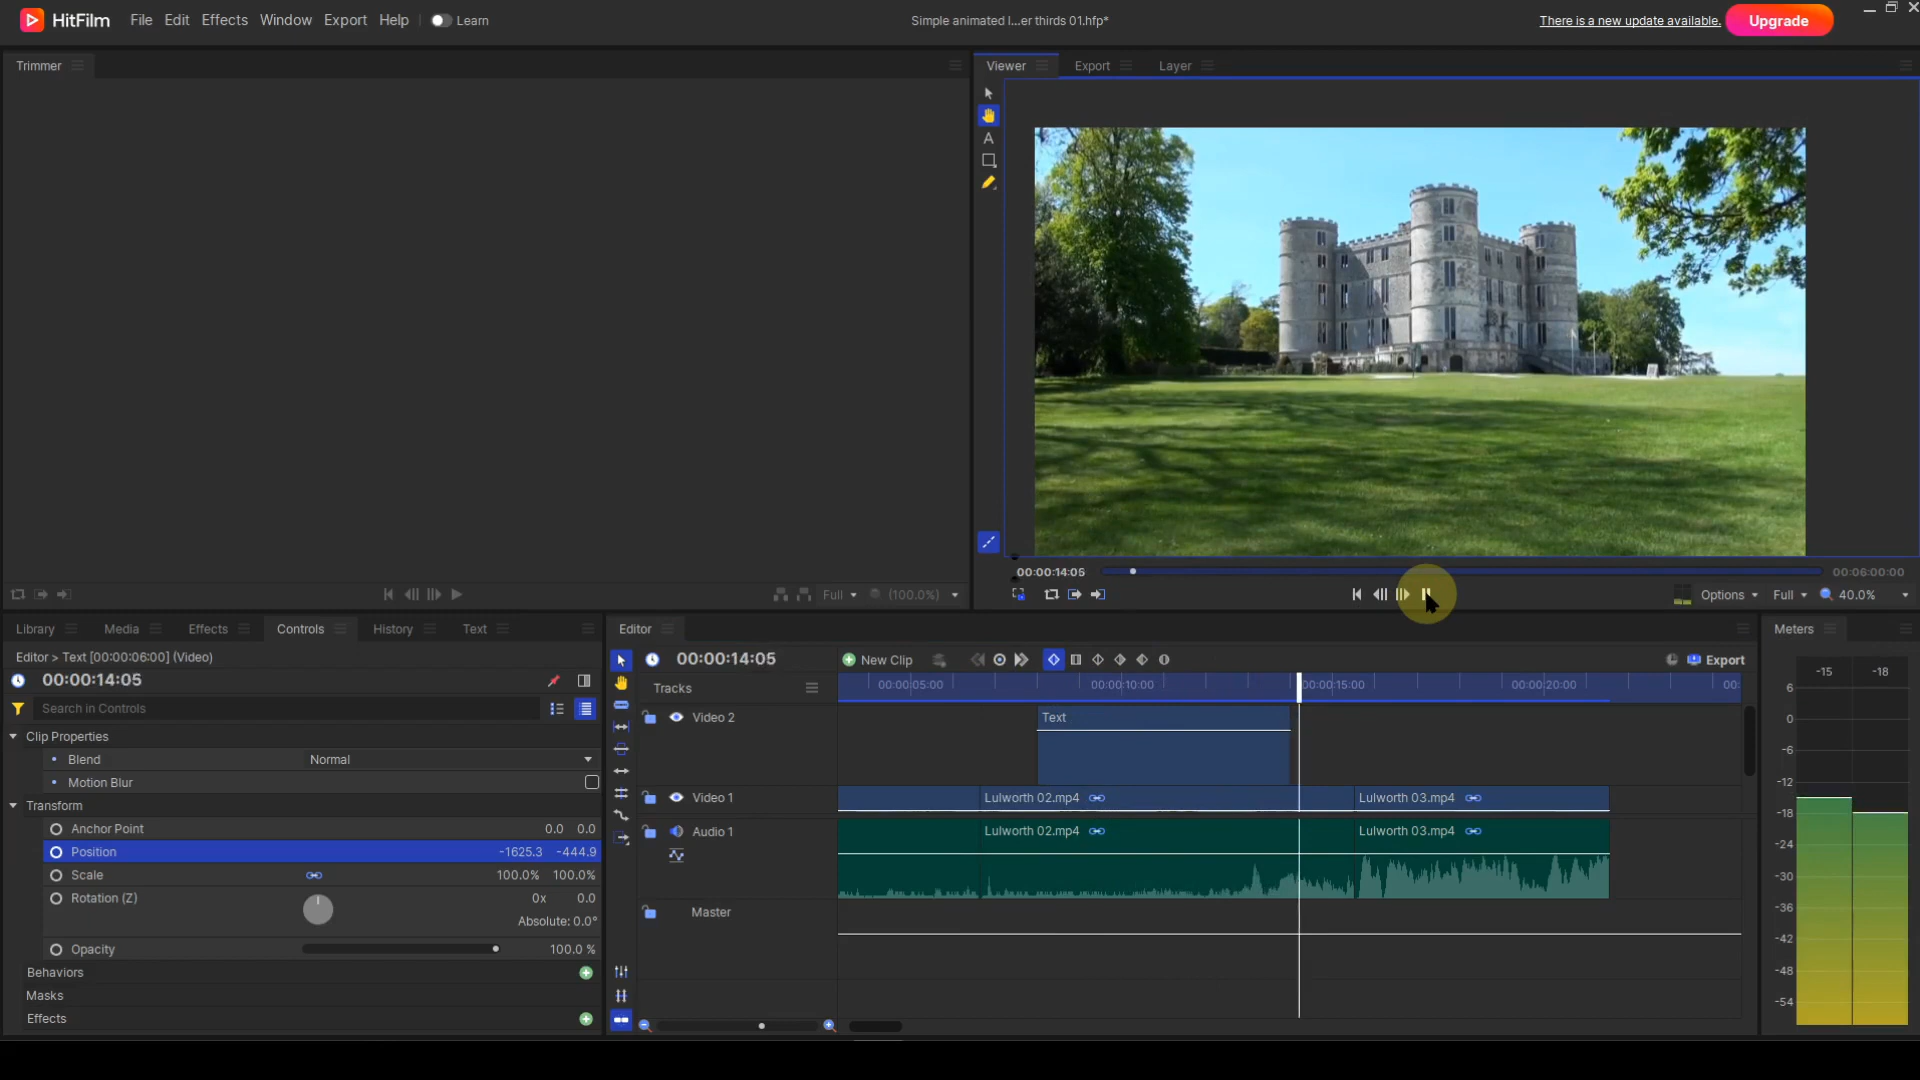 HitFilm File Edit Effects Window Export Help Learn Simple animated l...er thirds 01.hfp* There is a new update available. Upgrade
Trimmer Viewer Export Layer
A
00:00:14:05 00:06:00:00
Full (100.0%) Options Full 40.0%
Library Media Effects Controls History Text Editor Meters
Editor > Text [00:00:06:00] (Video) 00:00:14:05 New Clip Export -15 -18
00:00:14:05
Tracks 00:00:05:00 00:00:10:00 00:00:15:00 00:00:20:00 00: 6
Search in Controls Video 2 Text 0
Clip Properties
Blend Normal -6
Motion Blur -12
Transform Video 1 Lulworth 02.mp4 Lulworth 03.mp4
-18
Anchor Point 0.0 0.0 Audio 1 Lulworth 02.mp4 Lulworth 03.mp4
Position -1625.3 -444.9 -24
Scale 100.0% 100.0% -30
Rotation (Z) 0x 0.0 Master -36
Absolute: 0.0°
Opacity 100.0 % -42
Behaviors -48
Masks -54
Effects